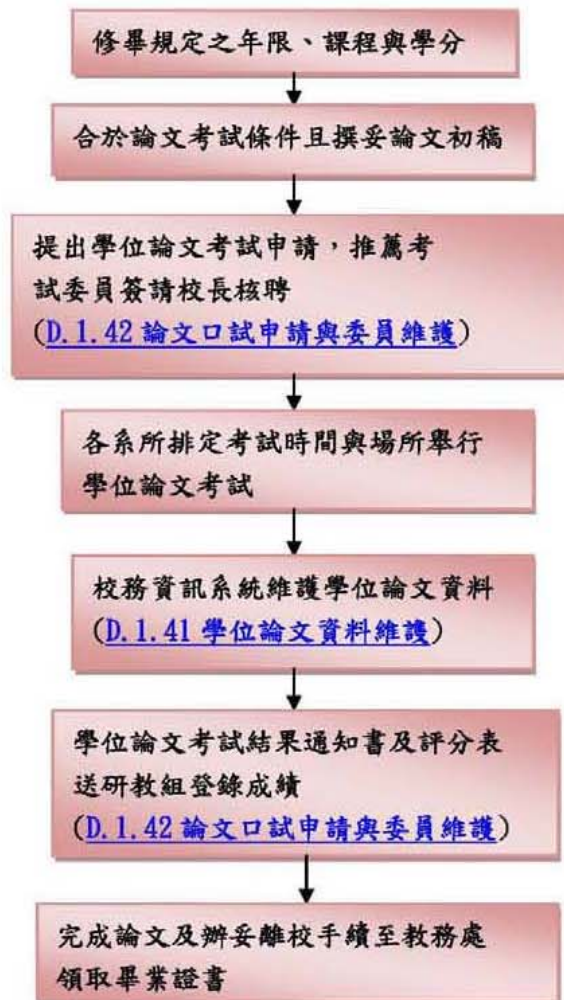 修畢規定之年限、課程與學分
合於論文考試條件且撰妥論文初稿
提出學位論文考試申請，推薦考
試委員簽請校長核聘
(D.1.42 論文口試申請與委員維護)
各系所排定考試時間與場所舉行
學位論文考試
校務資訊系統維護學位論文資料
(D.1.41 學位論文資料維護)
學位論文考試結果通知書及評分表
送研教組登錄成績
(D.1.42 論文口試申請與委員維護)
完成論文及辦妥離校手續至教務處
領取畢業證書